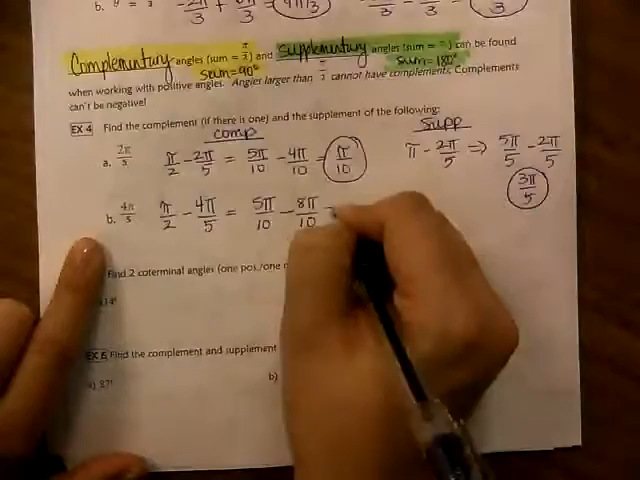 b.
Complementary angles (sum = π/2) and Supplementary angles (sum = π) can be found
sum=90° sum=180°
when working with positive angles. Angles larger than π/2 cannot have complements, Complements
can't be negative!
EX 4 Find the complement (if there is one) and the supplement of the following:
comp supp
a. 2π/5 π/2 - 2π/5 = 5π/10 - 4π/10 = π/10 π - 2π/5 ⇒ 5π/5 - 2π/5
3π/5
b. 4π/5 π/2 - 4π/5 = 5π/10 - 8π/10
Find 2 coterminal angles (one pos./one
EX 6 Find the complement and supplement
b)